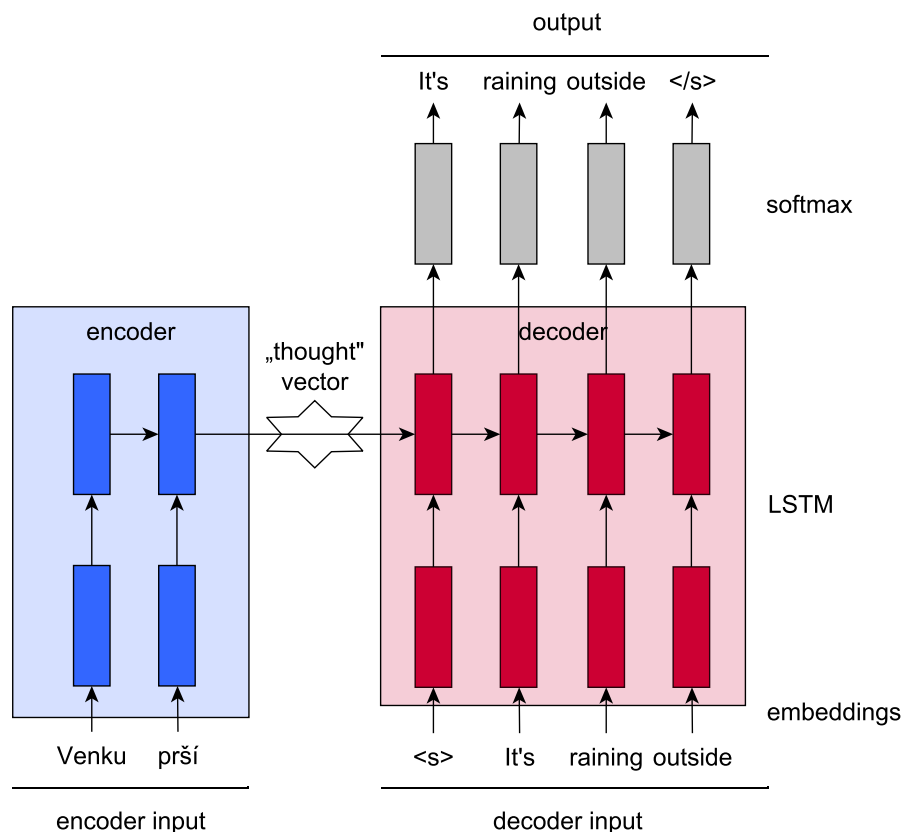 output
It's raining outside </s>
softmax
encoder
decoder
„thought"
vector
LSTM
embeddings
Venku prší
<s> It's raining outside
encoder input
decoder input